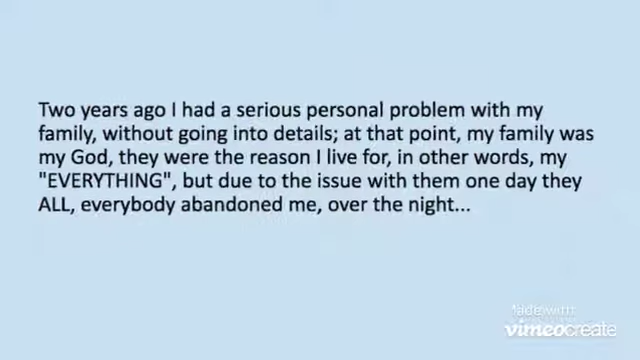 Two years ago I had a serious personal problem with my
family, without going into details; at that point, my family was
my God, they were the reason I live for, in other words, my
"EVERYTHING", but due to the issue with them one day they
ALL, everybody abandoned me, over the night...
Made with
vimeocreate